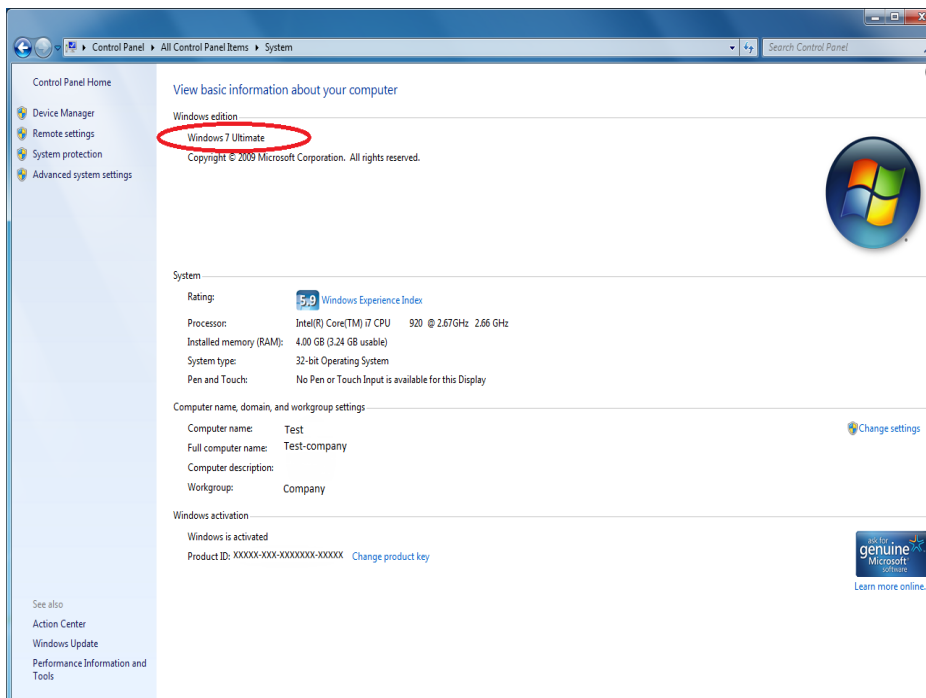 Control Panel ▸ All Control Panel Items ▸ System
Search Control Panel
Control Panel Home
Device Manager
Remote settings
System protection
Advanced system settings
View basic information about your computer
Windows edition
Windows 7 Ultimate
Copyright © 2009 Microsoft Corporation. All rights reserved.
System
Rating: 5,9 Windows Experience Index
Processor: Intel(R) Core(TM) i7 CPU 920 @ 2.67GHz 2.66 GHz
Installed memory (RAM): 4.00 GB (3.24 GB usable)
System type: 32-bit Operating System
Pen and Touch: No Pen or Touch Input is available for this Display
Computer name, domain, and workgroup settings
Computer name: Test
Change settings
Full computer name: Test-company
Computer description:
Workgroup: Company
Windows activation
Windows is activated
Product ID: XXXXX-XXX-XXXXXXX-XXXXX Change product key
ask for
genuine
Microsoft
software
Learn more online.
See also
Action Center
Windows Update
Performance Information and
Tools